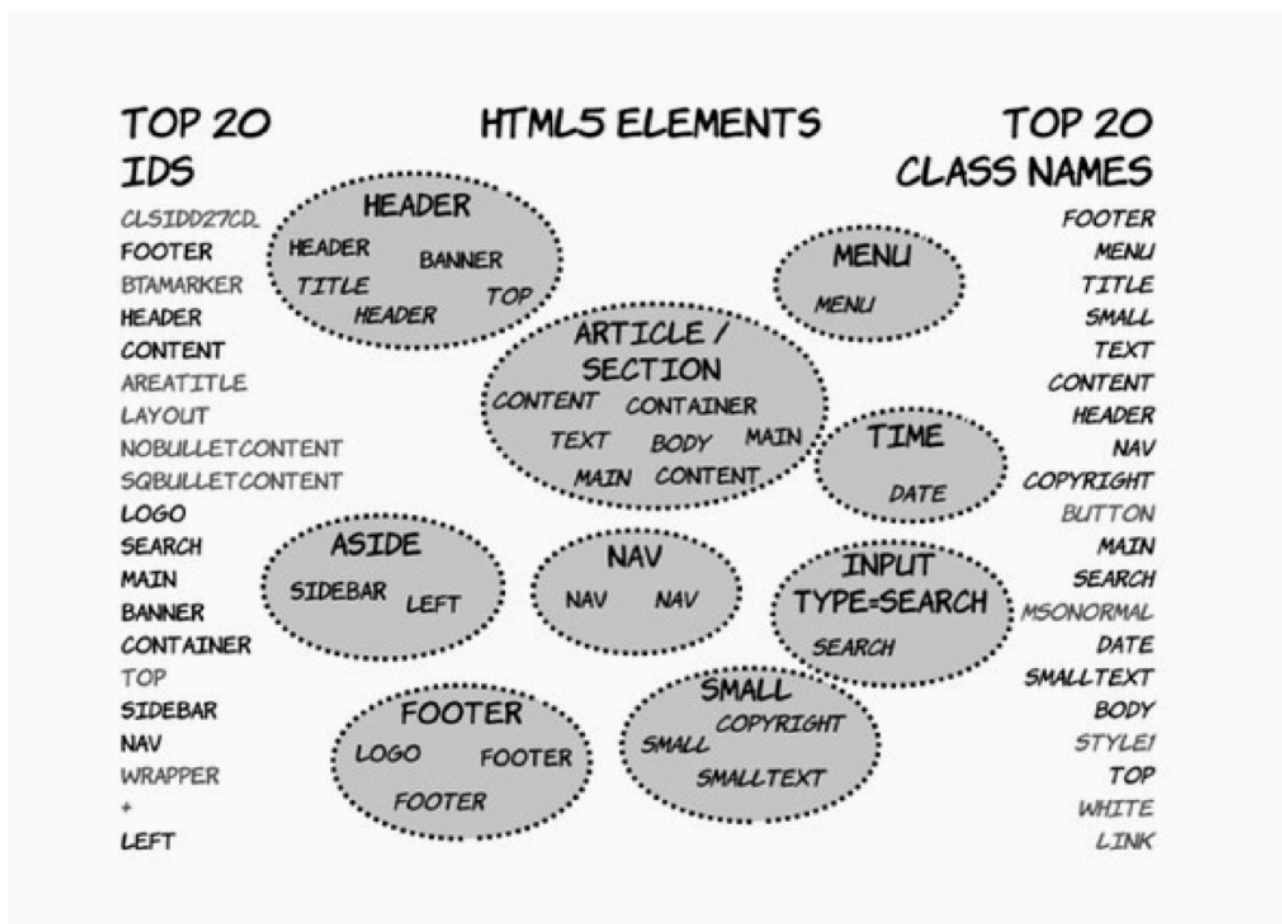 TOP 20
IDS
CLSIDD27CD_
FOOTER
BTAMARKER
HEADER
CONTENT
AREATITLE
LAYOUT
NOBULLETCONTENT
SQBULLETCONTENT
LOGO
SEARCH
MAIN
BANNER
CONTAINER
TOP
SIDEBAR
NAV
WRAPPER
+
LEFT
HTML5 ELEMENTS
HEADER
HEADER
BANNER
TITLE
TOP
HEADER
MENU
MENU
ARTICLE /
SECTION
CONTENT CONTAINER
TEXT BODY MAIN
MAIN CONTENT
TIME
DATE
ASIDE
SIDEBAR
LEFT
NAV
NAV NAV
INPUT
TYPE=SEARCH
SEARCH
FOOTER
LOGO FOOTER
FOOTER
SMALL
COPYRIGHT
SMALL
SMALLTEXT
TOP 20
CLASS NAMES
FOOTER
MENU
TITLE
SMALL
TEXT
CONTENT
HEADER
NAV
COPYRIGHT
BUTTON
MAIN
SEARCH
MSONORMAL
DATE
SMALLTEXT
BODY
STYLE1
TOP
WHITE
LINK